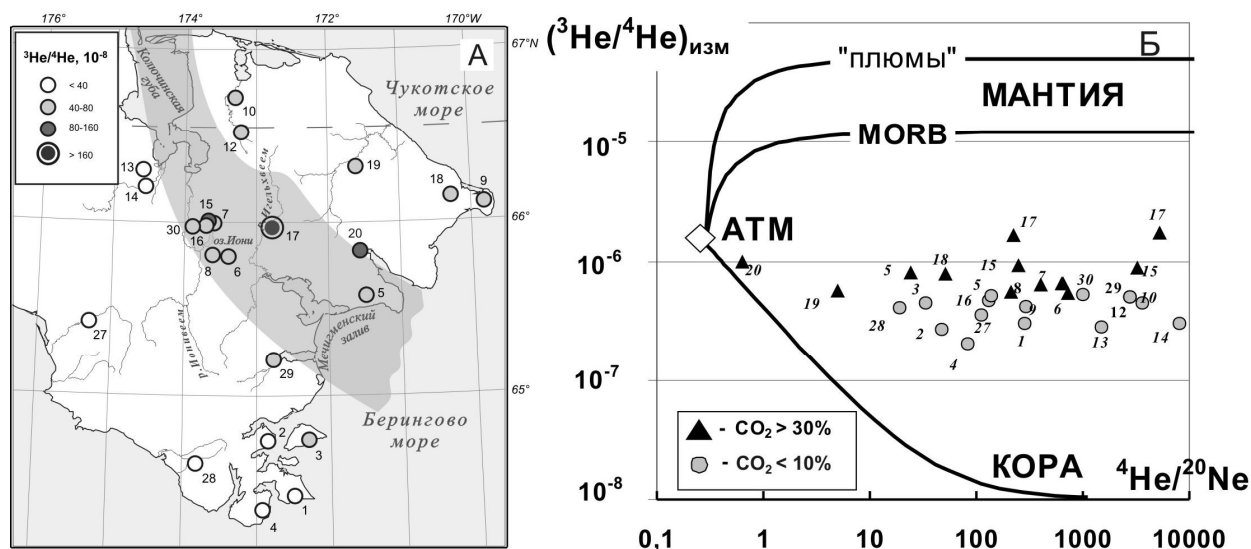 176°
174°
172°
170°W
67°N
66°
65°
А
³He/⁴He, 10⁻⁸
< 40
40-80
80-160
> 160
Колючинская
губа
Чукотское
море
10
12
13
14
19
18
9
15
7
30
16
оз.Иони
р.Игельхвеем
17
20
8
6
5
27
р.Ионивеем
Мечигменский
залив
29
Берингово
море
2
3
28
1
4
Б
(³He/⁴He)изм
"плюмы"
МАНТИЯ
10⁻⁵
MORB
АТМ
10⁻⁶
10⁻⁷
10⁻⁸
20
19
5
18
17
15
17
15
3
28
2
4
16
5
27
8
7
9
1
6
30
29
12
10
13
14
КОРА
⁴He/²⁰Ne
- CO₂ > 30%
- CO₂ < 10%
0,1
1
10
100
1000
10000